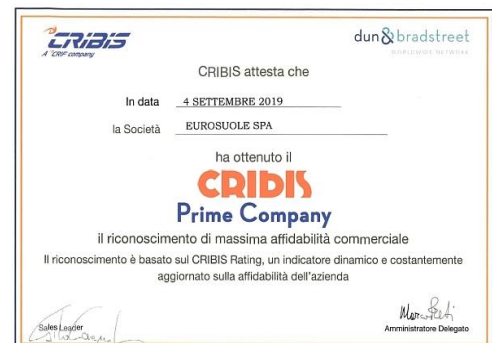 CRIBIS
A CRIF company
dun & bradstreet
WORLDWIDE NETWORK
CRIBIS attesta che
In data 4 SETTEMBRE 2019
la Società EUROSUOLE SPA
ha ottenuto il
CRIBIS
Prime Company
il riconoscimento di massima affidabilità commerciale
Il riconoscimento è basato sul CRIBIS Rating, un indicatore dinamico e costantemente
aggiornato sulla affidabilità dell'azienda
Sales Leader
Amministratore Delegato